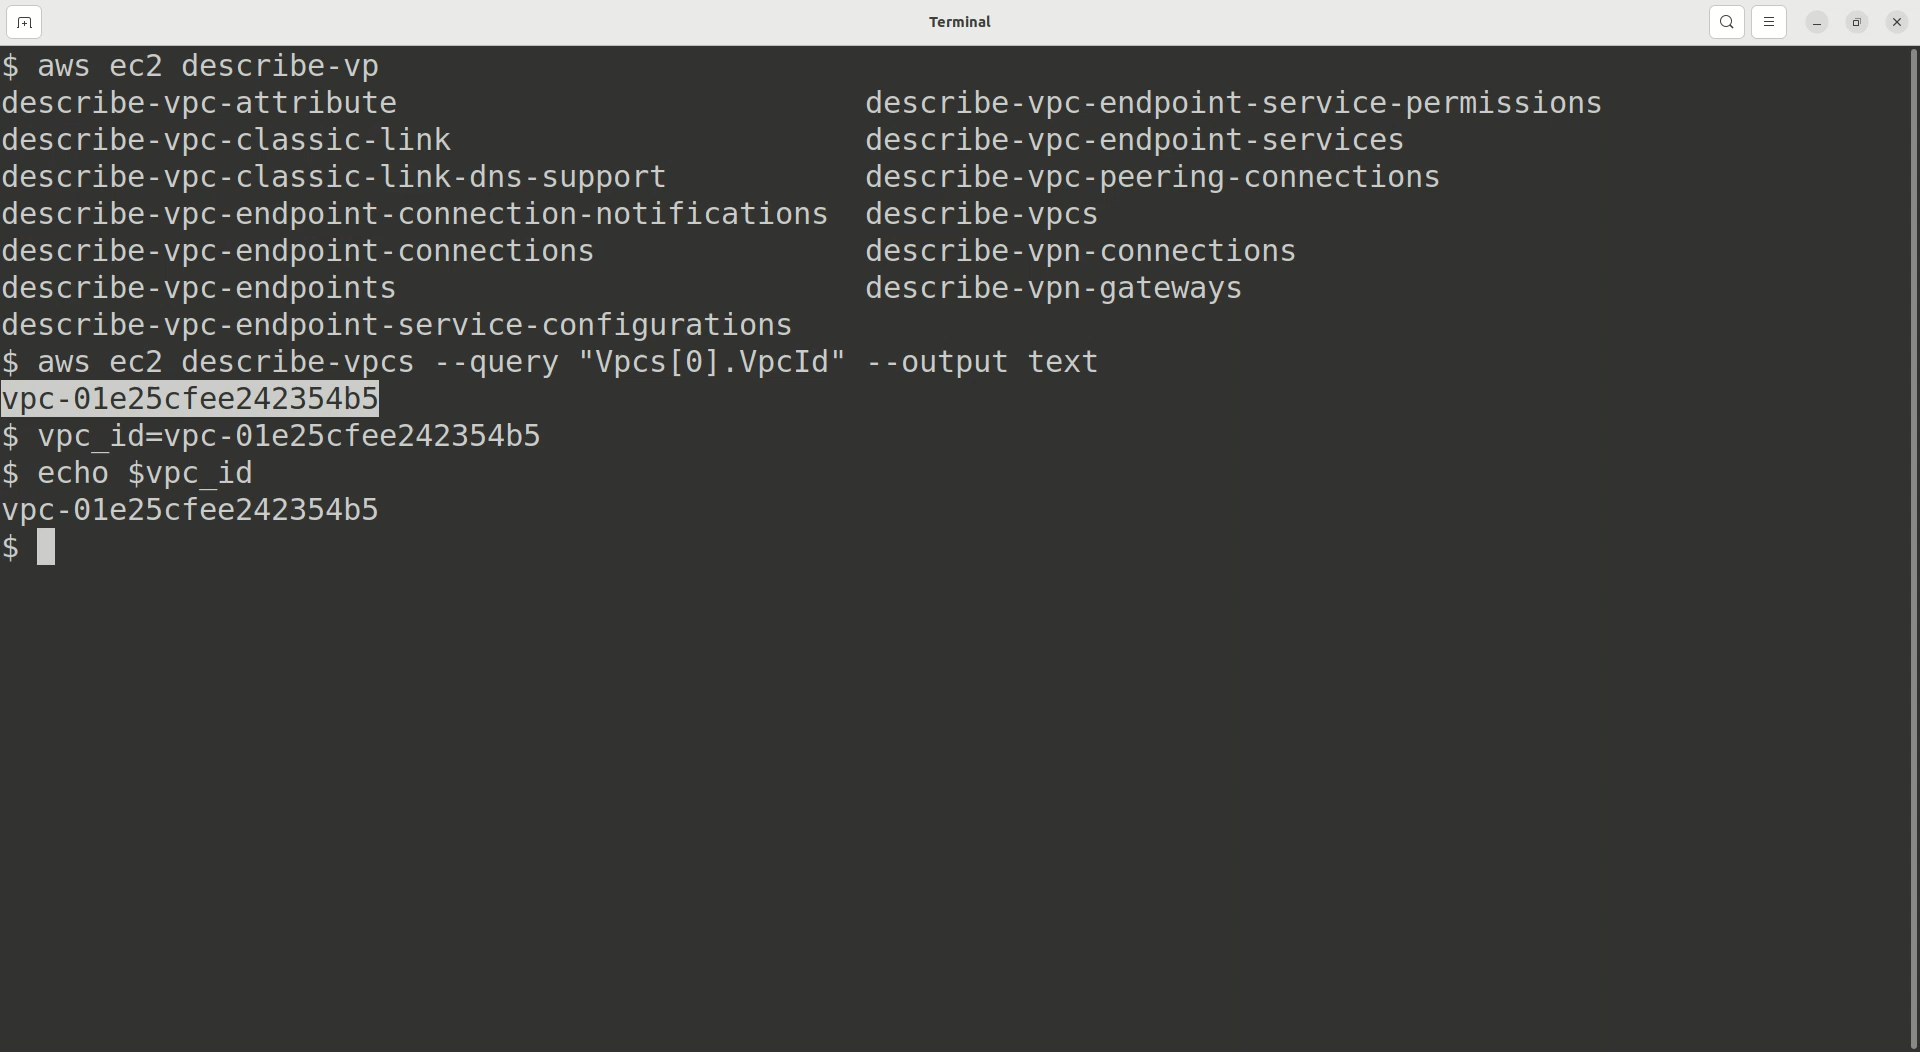 Terminal
$ aws ec2 describe-vp
describe-vpc-attribute describe-vpc-endpoint-service-permissions
describe-vpc-classic-link describe-vpc-endpoint-services
describe-vpc-classic-link-dns-support describe-vpc-peering-connections
describe-vpc-endpoint-connection-notifications describe-vpcs
describe-vpc-endpoint-connections describe-vpn-connections
describe-vpc-endpoints describe-vpn-gateways
describe-vpc-endpoint-service-configurations
$ aws ec2 describe-vpcs --query "Vpcs[0].VpcId" --output text
vpc-01e25cfee242354b5
$ vpc_id=vpc-01e25cfee242354b5
$ echo $vpc_id
vpc-01e25cfee242354b5
$